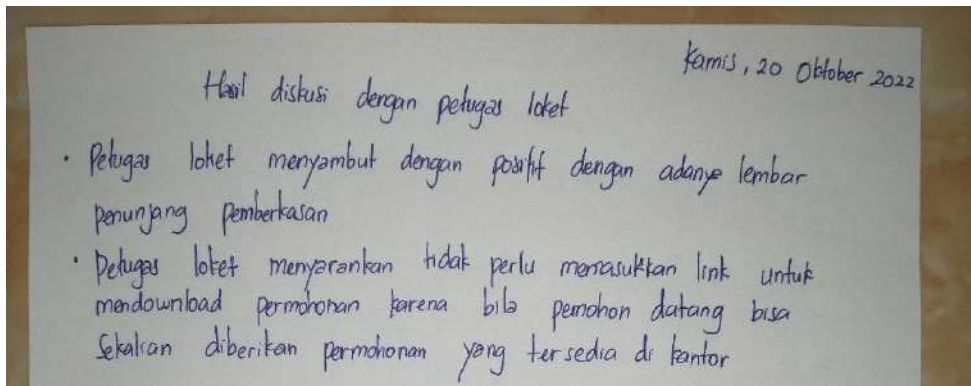 Kamis, 20 Oktober 2022
Hasil diskusi dengan petugas loket
• Petugas loket menyambut dengan positif dengan adanya lembar
penunjang pemberkasan
• Petugas loket menyarankan tidak perlu memasukkan link untuk
mendownload permohonan karena bila pemohon datang bisa
sekalian diberikan permohonan yang tersedia di kantor